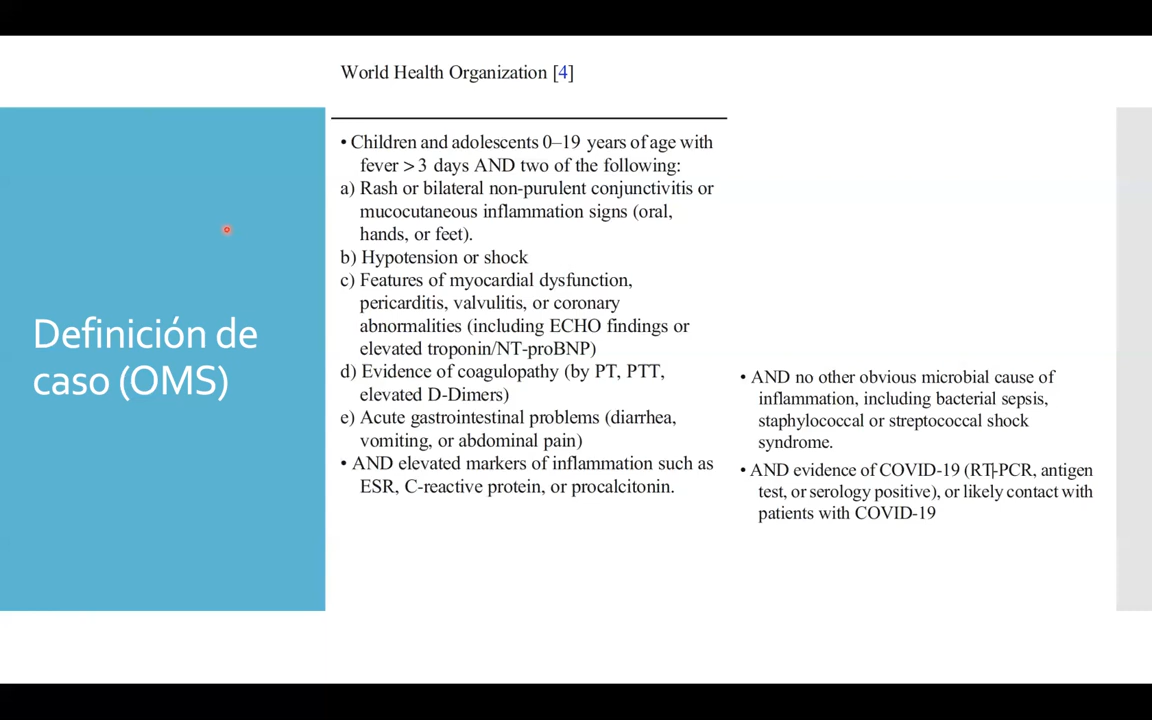 World Health Organization [4]
Definición de
caso (OMS)
• Children and adolescents 0–19 years of age with
fever > 3 days AND two of the following:
a) Rash or bilateral non-purulent conjunctivitis or
mucocutaneous inflammation signs (oral,
hands, or feet).
b) Hypotension or shock
c) Features of myocardial dysfunction,
pericarditis, valvulitis, or coronary
abnormalities (including ECHO findings or
elevated troponin/NT-proBNP)
d) Evidence of coagulopathy (by PT, PTT,
elevated D-Dimers)
e) Acute gastrointestinal problems (diarrhea,
vomiting, or abdominal pain)
• AND elevated markers of inflammation such as
ESR, C-reactive protein, or procalcitonin.
• AND no other obvious microbial cause of
inflammation, including bacterial sepsis,
staphylococcal or streptococcal shock
syndrome.
• AND evidence of COVID-19 (RT-PCR, antigen
test, or serology positive), or likely contact with
patients with COVID-19